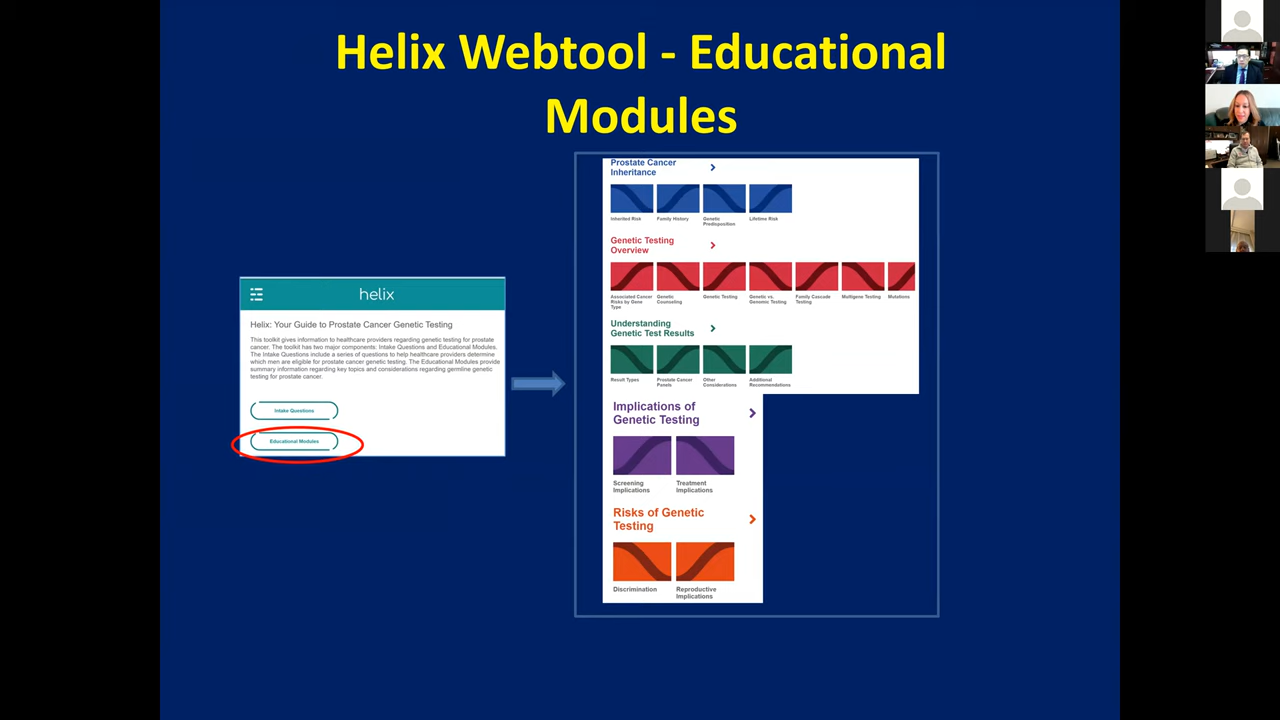 Helix Webtool - Educational
Modules
helix
Helix: Your Guide to Prostate Cancer Genetic Testing
This toolkit gives information to healthcare providers regarding genetic testing for prostate
cancer. The toolkit has two major components: Intake Questions and Educational Modules.
The Intake Questions include a series of questions to help healthcare providers determine
which men are eligible for prostate cancer genetic testing. The Educational Modules provide
summary information regarding key topics and considerations regarding germline genetic
testing for prostate cancer.
Intake Questions
Educational Modules
Prostate Cancer
Inheritance
Inherited Risk
Family History
Genetic
Predisposition
Lifetime Risk
Genetic Testing
Overview
Associated Cancer
Risks by Gene
Type
Genetic
Counseling
Genetic Testing
Genetic vs.
Genomic Testing
Family Cascade
Testing
Multigene Testing
Mutations
Understanding
Genetic Test Results
Result Types
Prostate Cancer
Panels
Other
Considerations
Additional
Recommendations
Implications of
Genetic Testing
Screening
Implications
Treatment
Implications
Risks of Genetic
Testing
Discrimination
Reproductive
Implications